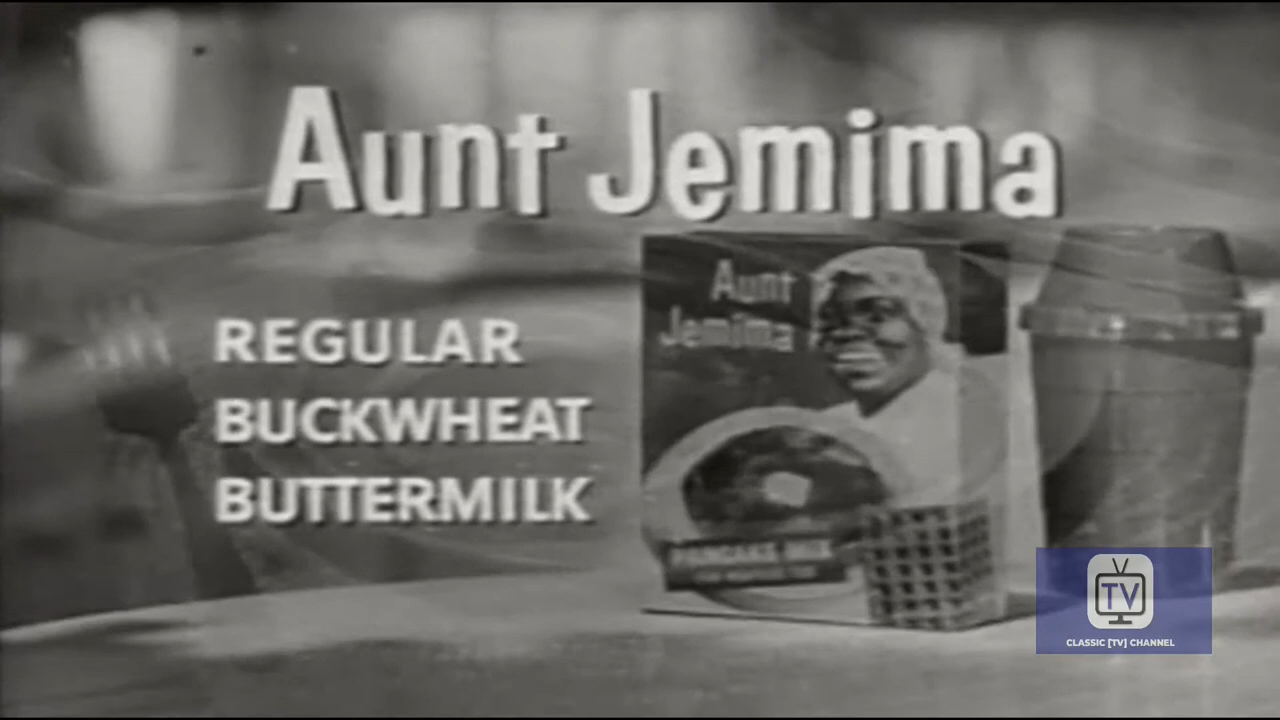 Aunt Jemima
REGULAR
BUCKWHEAT
BUTTERMILK
Aunt
Jemima
PANCAKE MIX
TV
CLASSIC [TV] CHANNEL